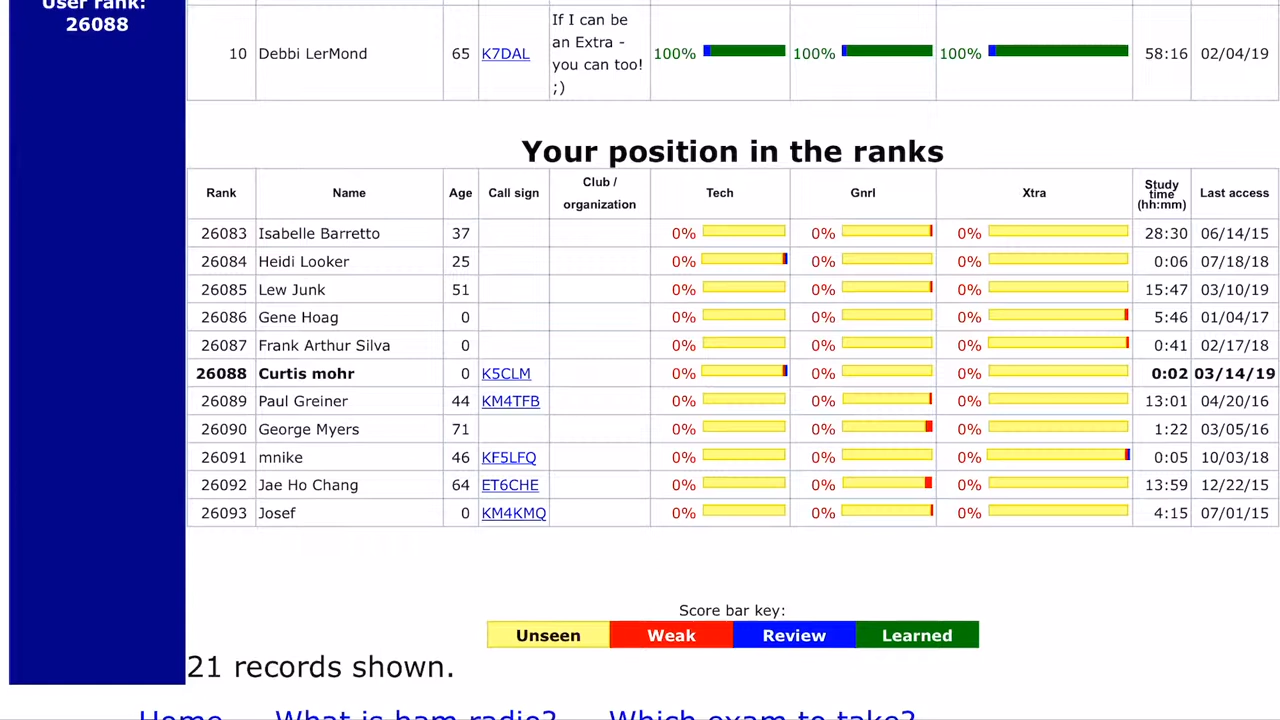 User rank:
26088
If I can be
an Extra -
you can too!
;)
10 Debbi LerMond 65 K7DAL 100% 100% 100% 58:16 02/04/19
Your position in the ranks
Rank Name Age Call sign Club / organization Tech Gnrl Xtra Study time (hh:mm) Last access
26083 Isabelle Barretto 37 0% 0% 0% 28:30 06/14/15
26084 Heidi Looker 25 0% 0% 0% 0:06 07/18/18
26085 Lew Junk 51 0% 0% 0% 15:47 03/10/19
26086 Gene Hoag 0 0% 0% 0% 5:46 01/04/17
26087 Frank Arthur Silva 0 0% 0% 0% 0:41 02/17/18
26088 Curtis mohr 0 K5CLM 0% 0% 0% 0:02 03/14/19
26089 Paul Greiner 44 KM4TFB 0% 0% 0% 13:01 04/20/16
26090 George Myers 71 0% 0% 0% 1:22 03/05/16
26091 mnike 46 KF5LFQ 0% 0% 0% 0:05 10/03/18
26092 Jae Ho Chang 64 ET6CHE 0% 0% 0% 13:59 12/22/15
26093 Josef 0 KM4KMQ 0% 0% 0% 4:15 07/01/15
Score bar key:
Unseen Weak Review Learned
21 records shown.
Home What is ham radio? Which exam to take?